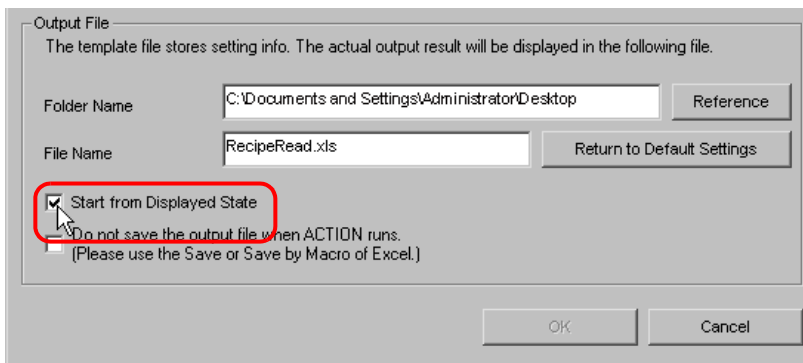 Output File
The template file stores setting info. The actual output result will be displayed in the following file.
Folder Name
C:\Documents and Settings\Administrator\Desktop
Reference
File Name
RecipeRead.xls
Return to Default Settings
Start from Displayed State
Do not save the output file when ACTION runs.
(Please use the Save or Save by Macro of Excel.)
OK
Cancel